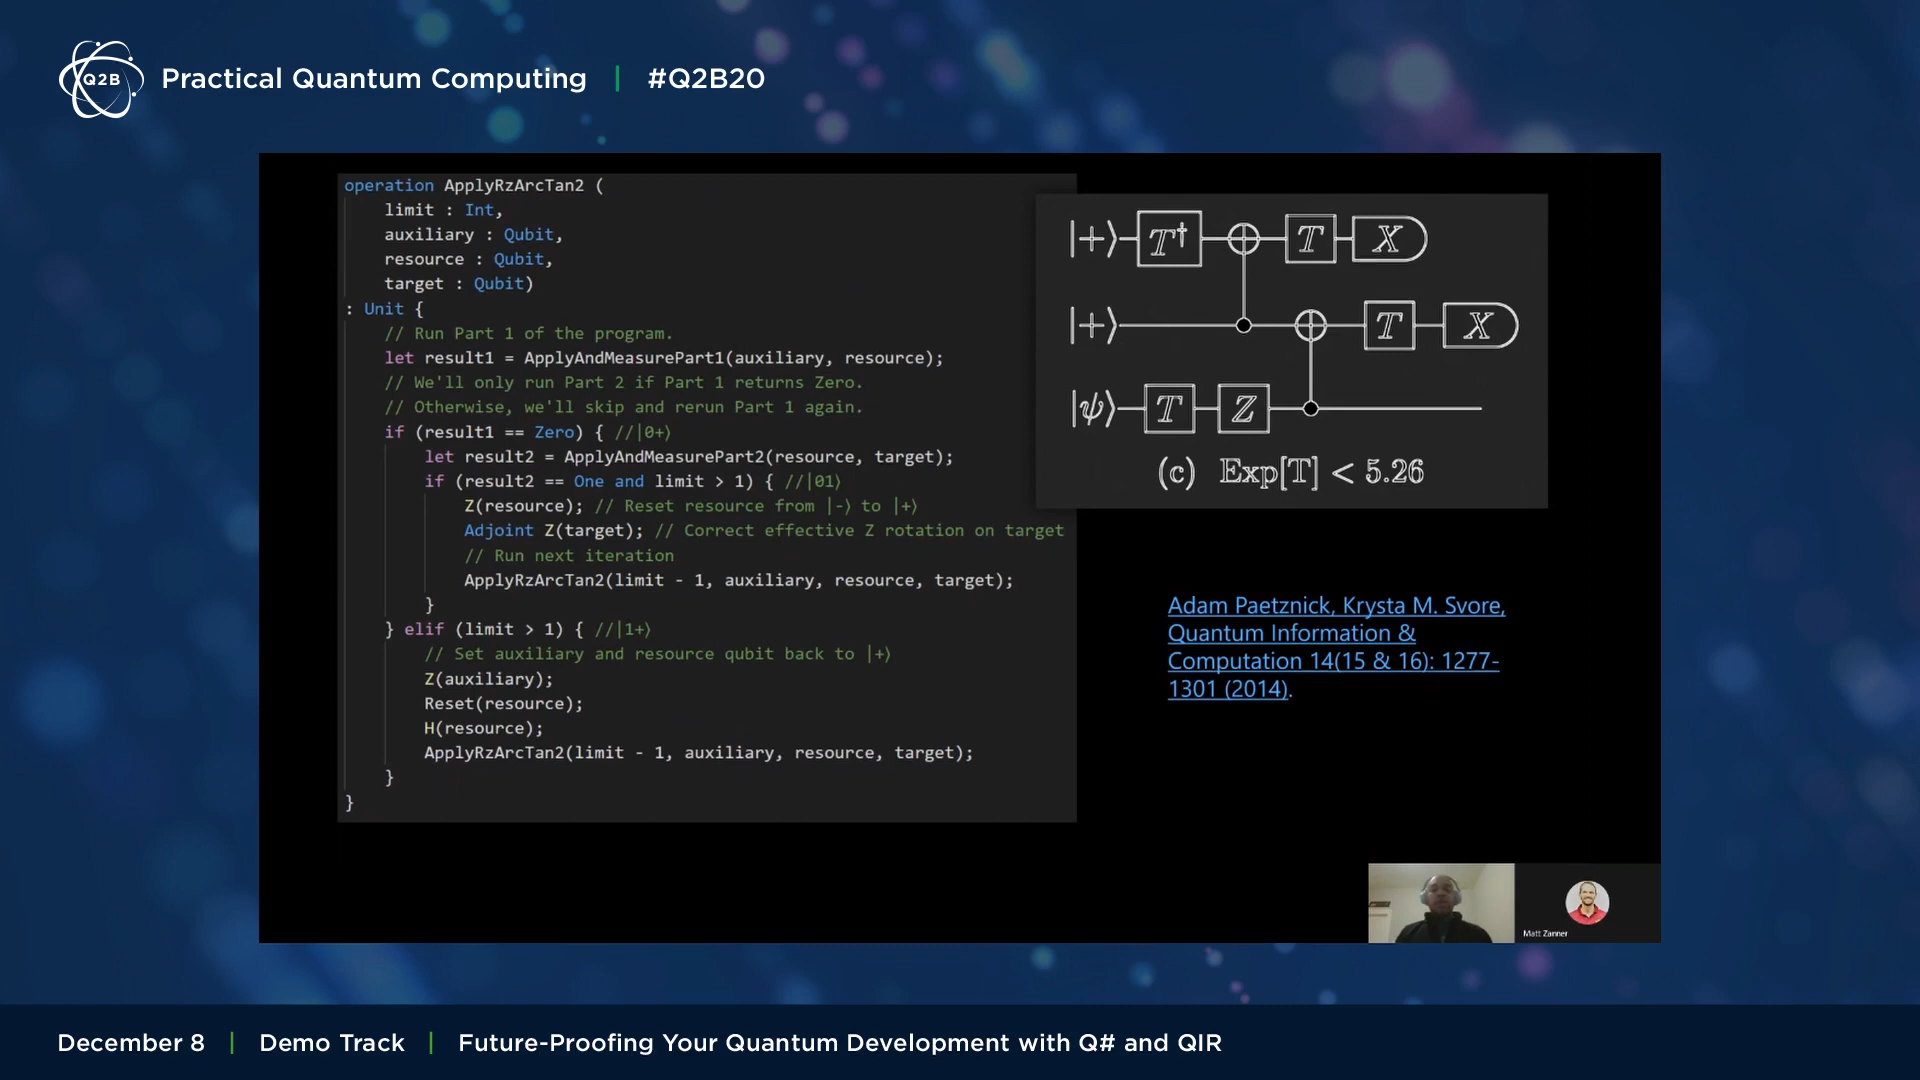 Q2B
Practical Quantum Computing | #Q2B20
operation ApplyRzArcTan2 (
limit : Int,
auxiliary : Qubit,
resource : Qubit,
target : Qubit)
: Unit {
// Run Part 1 of the program.
let result1 = ApplyAndMeasurePart1(auxiliary, resource);
// We'll only run Part 2 if Part 1 returns Zero.
// Otherwise, we'll skip and rerun Part 1 again.
if (result1 == Zero) { //|0+⟩
let result2 = ApplyAndMeasurePart2(resource, target);
if (result2 == One and limit > 1) { //|01⟩
Z(resource); // Reset resource from |-⟩ to |+⟩
Adjoint Z(target); // Correct effective Z rotation on target
// Run next iteration
ApplyRzArcTan2(limit - 1, auxiliary, resource, target);
}
} elif (limit > 1) { //|1+⟩
// Set auxiliary and resource qubit back to |+⟩
Z(auxiliary);
Reset(resource);
H(resource);
ApplyRzArcTan2(limit - 1, auxiliary, resource, target);
}
}
|+⟩ T† T X
|+⟩ T X
|ψ⟩ T Z
(c) Exp[T] < 5.26
Adam Paetznick, Krysta M. Svore,
Quantum Information &
Computation 14(15 & 16): 1277-
1301 (2014).
Matt Zanner
December 8 | Demo Track | Future-Proofing Your Quantum Development with Q# and QIR